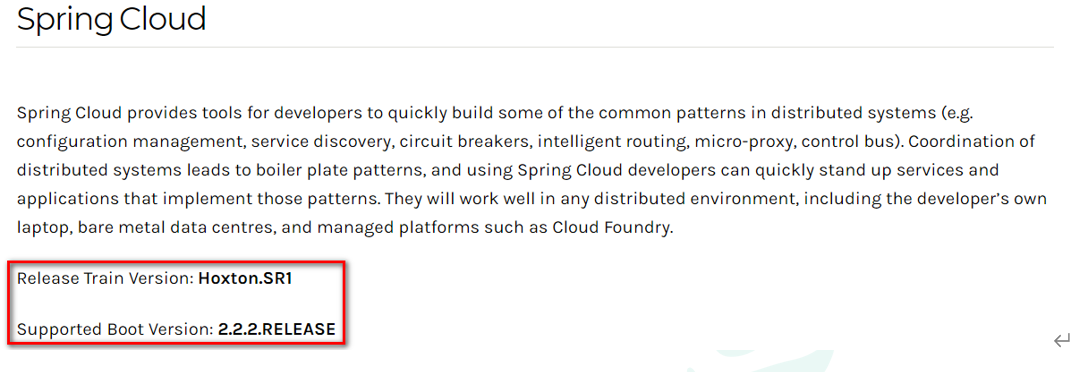 Spring Cloud
Spring Cloud provides tools for developers to quickly build some of the common patterns in distributed systems (e.g.
configuration management, service discovery, circuit breakers, intelligent routing, micro-proxy, control bus). Coordination of
distributed systems leads to boiler plate patterns, and using Spring Cloud developers can quickly stand up services and
applications that implement those patterns. They will work well in any distributed environment, including the developer’s own
laptop, bare metal data centres, and managed platforms such as Cloud Foundry.
Release Train Version: Hoxton.SR1
Supported Boot Version: 2.2.2.RELEASE